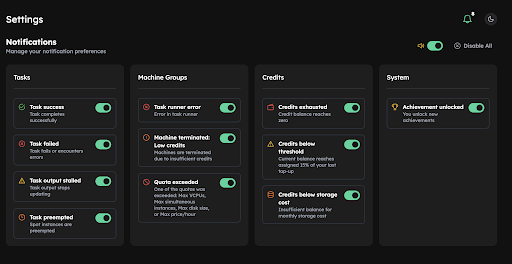 Settings
8
Notifications
Manage your notification preferences
Disable All
Tasks
Task success
Task completes
successfully
Task failed
Task fails or encounters
errors
Task output stalled
Task output stops
updating
Task preempted
Spot instances are
preempted
Machine Groups
Task runner error
Error in task runner
Machine terminated:
Low credits
Machines are terminated
due to insufficient credits
Quota exceeded
One of the quotas was
exceeded: Max VCPUs,
Max simultaneous
instances, Max disk size,
or Max price/hour
Credits
Credits exhausted
Credit balance reaches
zero
Credits below
threshold
Current balance reaches
assigned 15% of your last
top-up
Credits below storage
cost
Insufficient balance for
monthly storage cost
System
Achievement unlocked
You unlock new
achievements